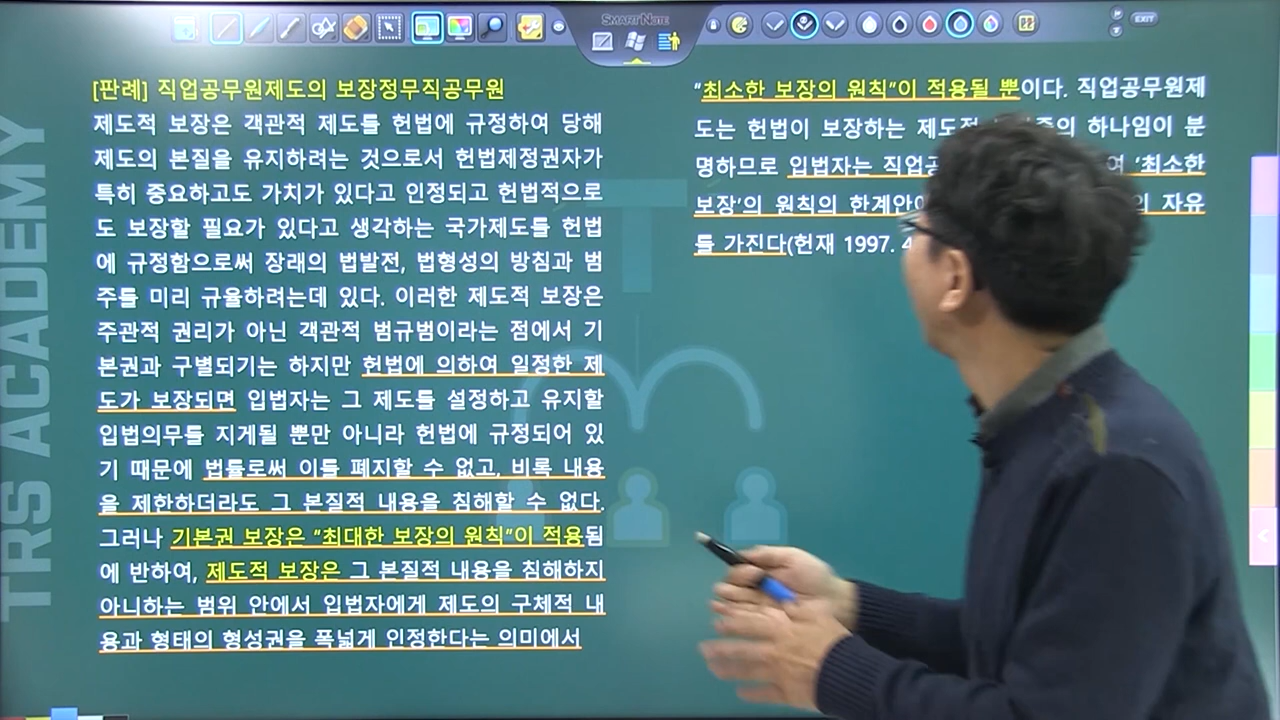 SMART NOTE
EXIT
TRS ACADEMY
[판례] 직업공무원제도의 보장정무직공무원
제도적 보장은 객관적 제도를 헌법에 규정하여 당해
제도의 본질을 유지하려는 것으로서 헌법제정권자가
특히 중요하고도 가치가 있다고 인정되고 헌법적으로
도 보장할 필요가 있다고 생각하는 국가제도를 헌법
에 규정함으로써 장래의 법발전, 법형성의 방침과 범
주를 미리 규율하려는데 있다. 이러한 제도적 보장은
주관적 권리가 아닌 객관적 범규범이라는 점에서 기
본권과 구별되기는 하지만 헌법에 의하여 일정한 제
도가 보장되면 입법자는 그 제도를 설정하고 유지할
입법의무를 지게될 뿐만 아니라 헌법에 규정되어 있
기 때문에 법률로써 이를 폐지할 수 없고, 비록 내용
을 제한하더라도 그 본질적 내용을 침해할 수 없다.
그러나 기본권 보장은 “최대한 보장의 원칙”이 적용됨
에 반하여, 제도적 보장은 그 본질적 내용을 침해하지
아니하는 범위 안에서 입법자에게 제도의 구체적 내
용과 형태의 형성권을 폭넓게 인정한다는 의미에서
“최소한 보장의 원칙”이 적용될 뿐이다. 직업공무원제
도는 헌법이 보장하는 제도적 하나임이 분
명하므로 입법자는 ‘최소한
보장’의 원칙의 자유
를 가진다(헌재 1997.